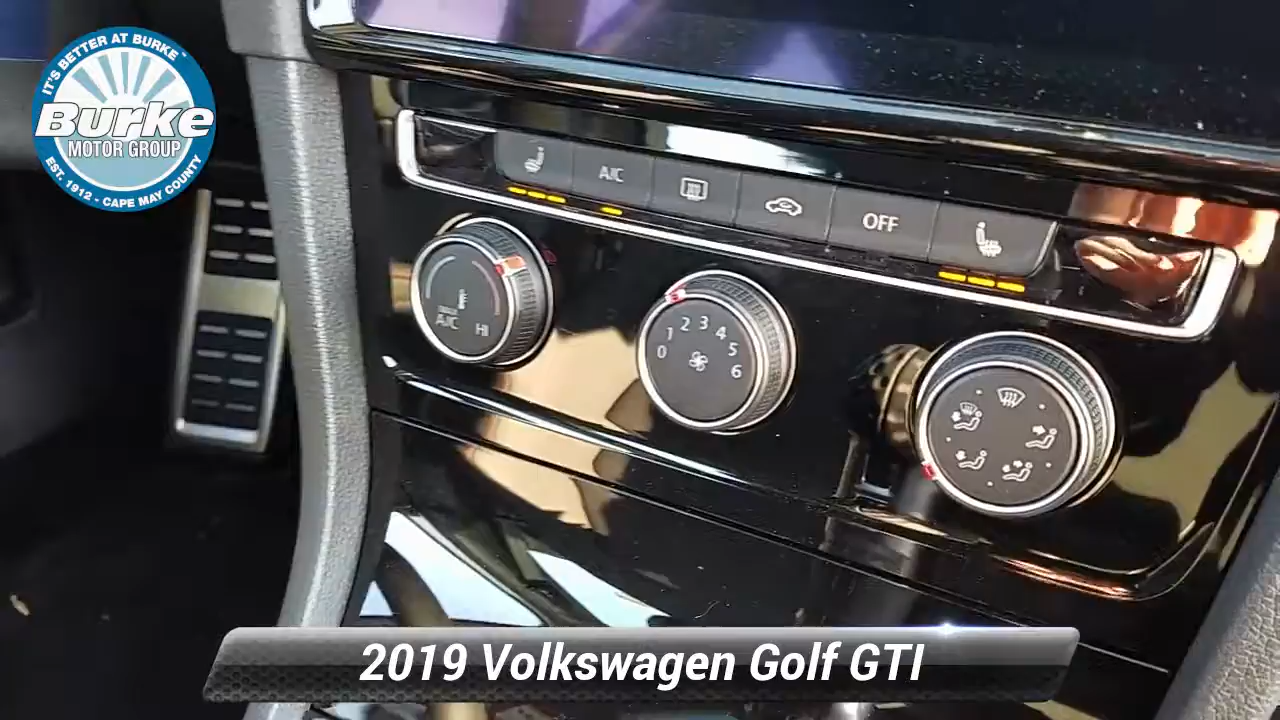 IT'S BETTER AT BURKE™
Burke
MOTOR GROUP
EST. 1912 - CAPE MAY COUNTY
A/C
OFF
A/C HI
0 1 2 3 4 5 6
2019 Volkswagen Golf GTI